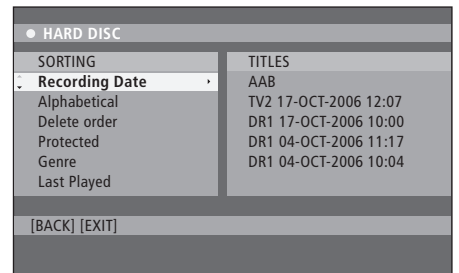 HARD DISC
SORTING
Recording Date
Alphabetical
Delete order
Protected
Genre
Last Played
TITLES
AAB
TV2 17-OCT-2006 12:07
DR1 17-OCT-2006 10:00
DR1 04-OCT-2006 11:17
DR1 04-OCT-2006 10:04
[BACK] [EXIT]